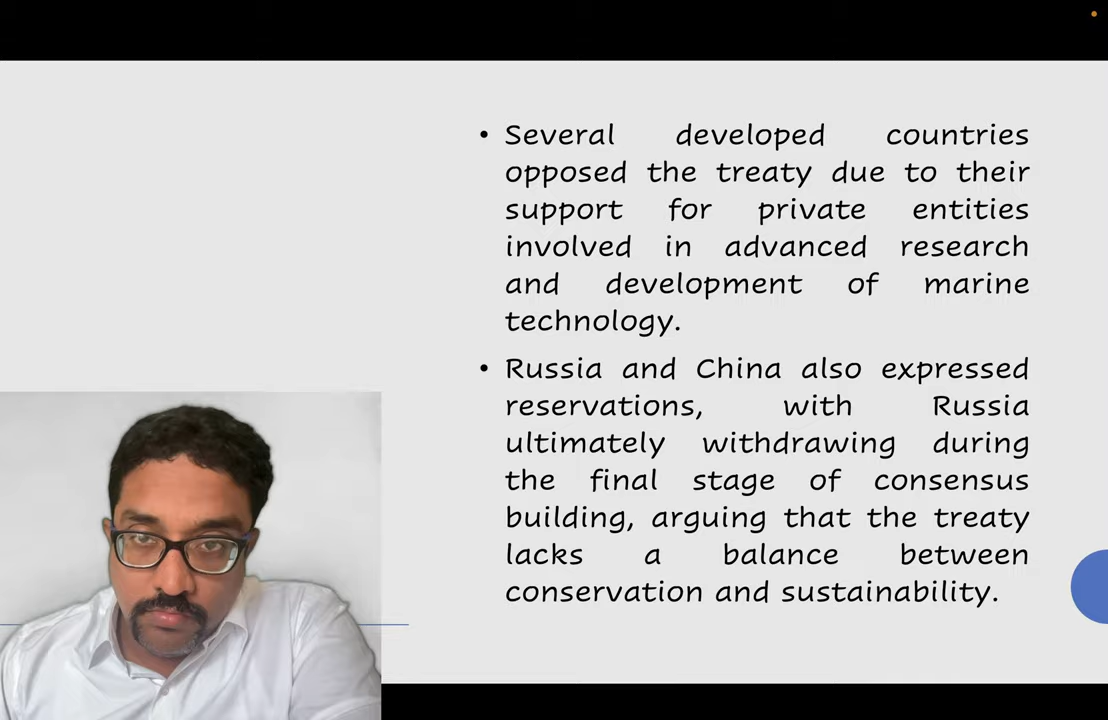 • Several developed countries
opposed the treaty due to their
support for private entities
involved in advanced research
and development of marine
technology.
• Russia and China also expressed
reservations, with Russia
ultimately withdrawing during
the final stage of consensus
building, arguing that the treaty
lacks a balance between
conservation and sustainability.